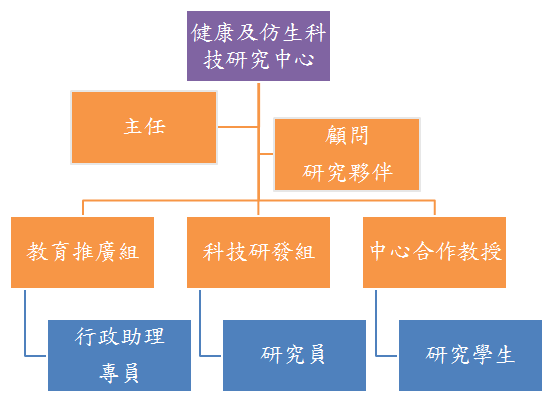 健康及仿生科
技研究中心
主任
顧問
研究夥伴
教育推廣組
科技研發組
中心合作教授
行政助理
專員
研究員
研究學生